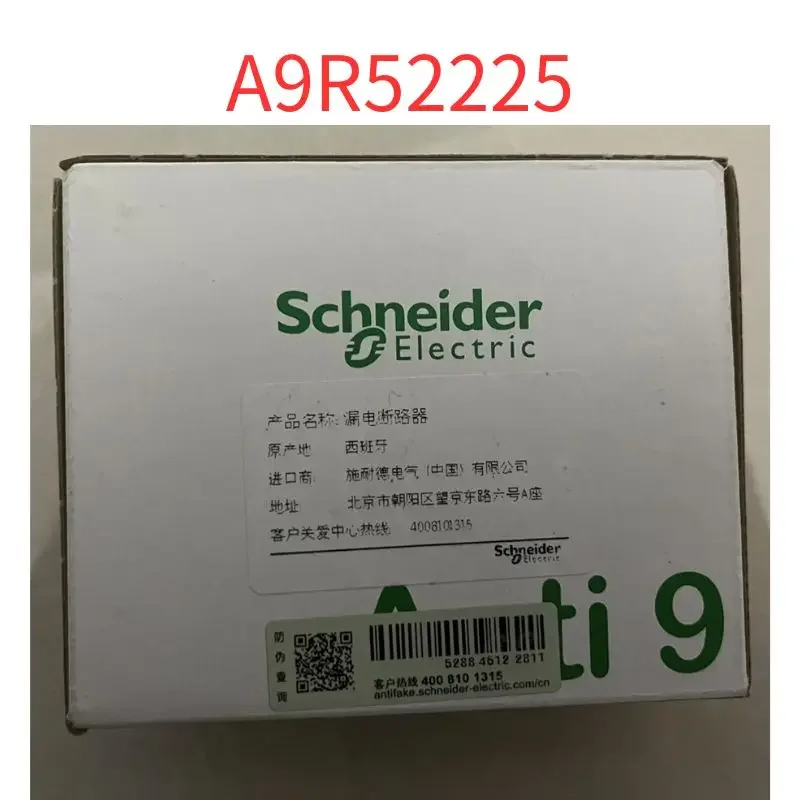 A9R52225
Schneider
Electric
产品名称: 漏电断路器
原产地: 西班牙
进口商: 施耐德电气（中国）有限公司
地址: 北京市朝阳区望京东路六号A座
客户关爱中心热线: 4008101315
Schneider
Electric
ti 9
防伪查询
5288 4512 2811
客户热线 400 810 1315
antifake.schneider-electric.com/cn